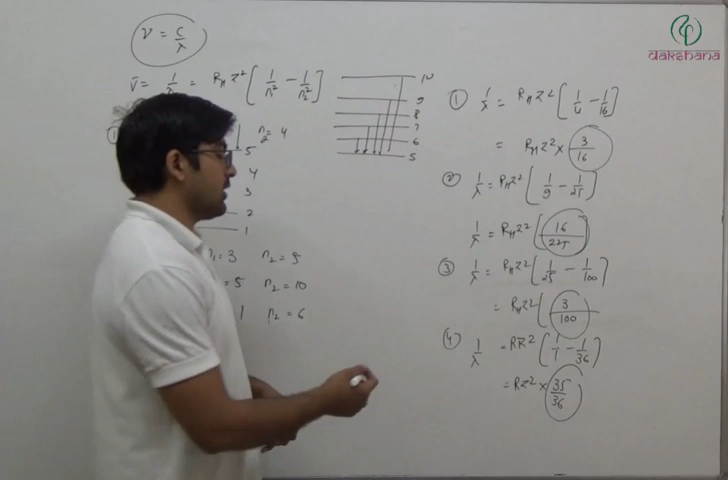 dakshana
ν = c/λ
ν̄ = 1/λ = R_H Z² [1/n² − 1/n₂²]
n₂ = 4
5
4
3
2
1
n₁ = 3 n₂ = 5
= 5 n₂ = 10
1 n₂ = 6
10
9
8
7
6
5
① 1/λ = R_H Z² [1/4 − 1/16]
= R_H Z² × 3/16
② 1/λ = R_H Z² [1/9 − 1/25]
1/λ = R_H Z² [16/225
③ 1/λ = R_H Z² [1/25 − 1/100]
= R_H Z² [3/100
④ 1/λ = RZ² (1/1 − 1/36)
= RZ² × 35/36